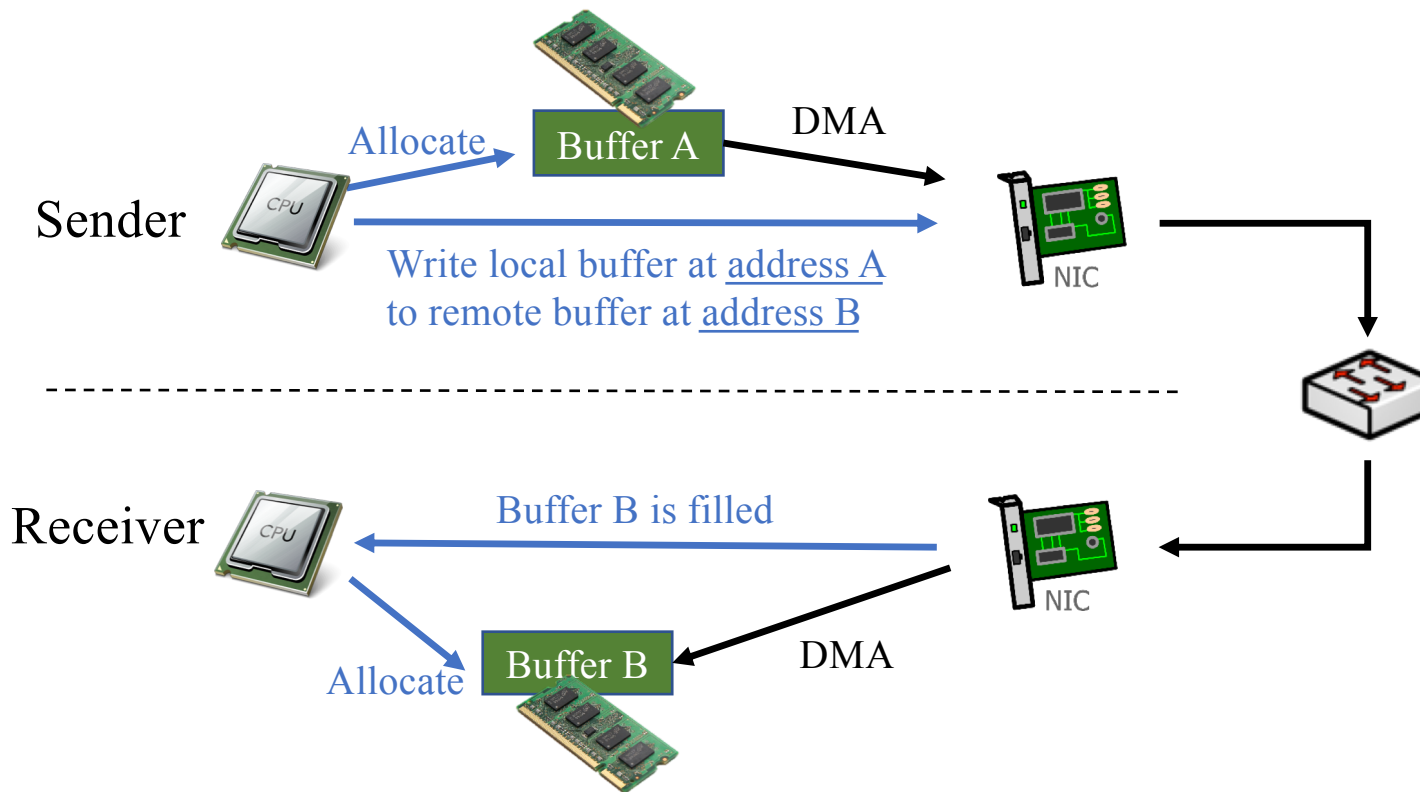 Allocate
Buffer A
DMA
Sender
CPU
Write local buffer at address A
to remote buffer at address B
NIC
Receiver
CPU
Buffer B is filled
NIC
Allocate
Buffer B
DMA